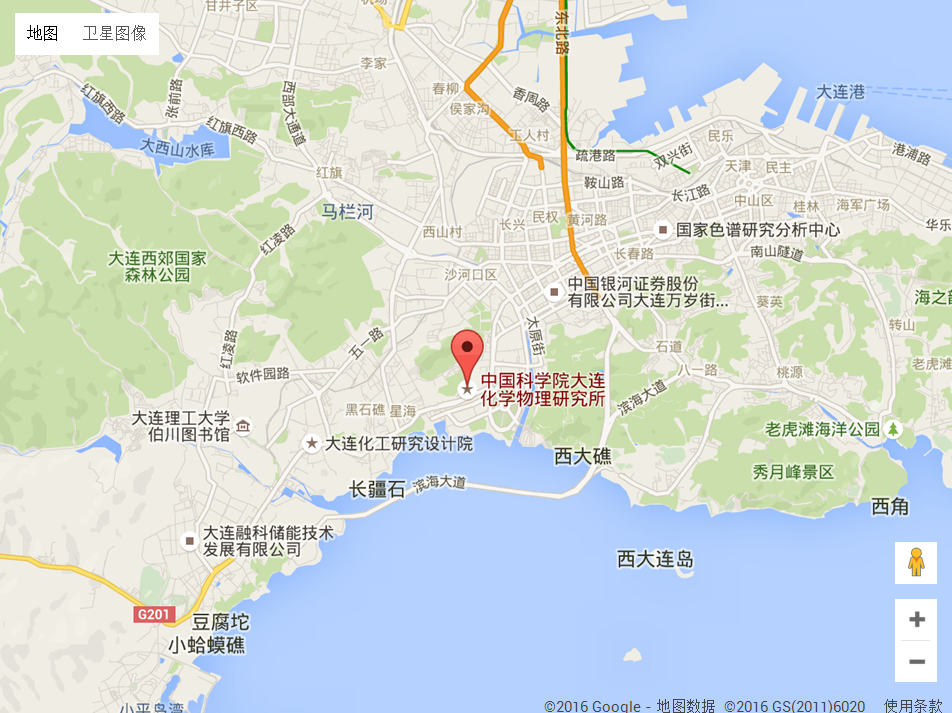 甘井子区
机场
地图
卫星图像
东北路
李家
春柳
香周路
侯家沟
大连港
红旗西路
张前路
西部大通道
红旗西路
工人村
民乐
大西山水库
疏港路
双兴街
港浦路
天津
民主
红旗
鞍山路
长江路
中山区
桂林
海军广场
马栏河
民权
黄河路
长兴
华乐
西山村
国家色谱研究分析中心
红凌路
长春路
南山隧道
大连西郊国家
森林公园
沙河口区
中国银河证券股份
有限公司大连万岁街...
葵英
海之韵
转山
太原街
五一路
红凌路
石道
八一路
桃源
老虎滩
软件园路
中国科学院大连
化学物理研究所
滨海大道
黑石礁
星海
大连理工大学
伯川图书馆
老虎滩海洋公园
大连化工研究设计院
西大礁
秀月峰景区
长疆石
滨海大道
西角
大连融科储能技术
发展有限公司
西大连岛
G201
豆腐坨
小蛤蟆礁
小平岛湾
©2016 Google - 地图数据 ©2016 GS(2011)6020 使用条款